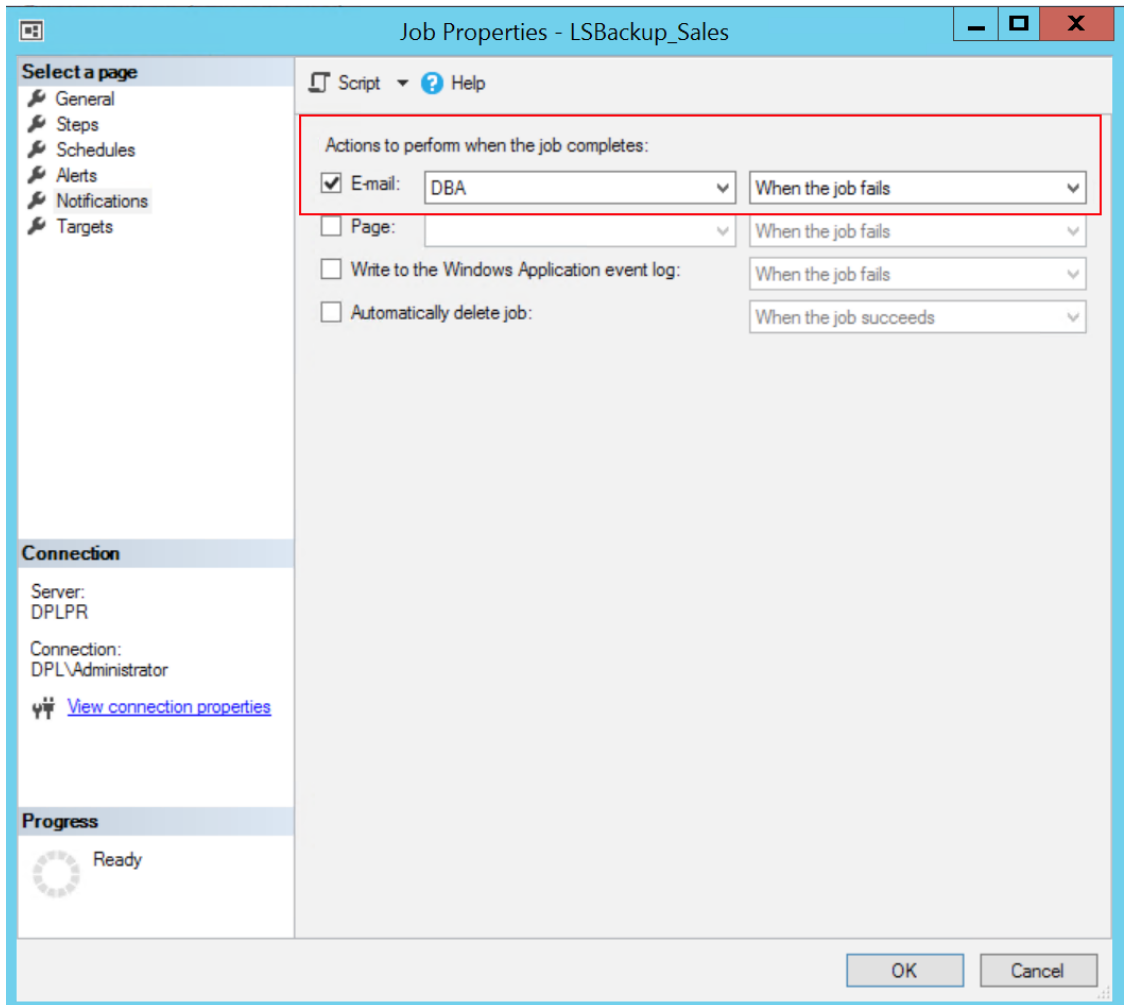 Job Properties - LSBackup_Sales
Select a page
General
Steps
Schedules
Alerts
Notifications
Targets
Script Help
Actions to perform when the job completes:
E-mail: DBA When the job fails
Page: When the job fails
Write to the Windows Application event log: When the job fails
Automatically delete job: When the job succeeds
Connection
Server:
DPLPR
Connection:
DPL\Administrator
View connection properties
Progress
Ready
OK Cancel